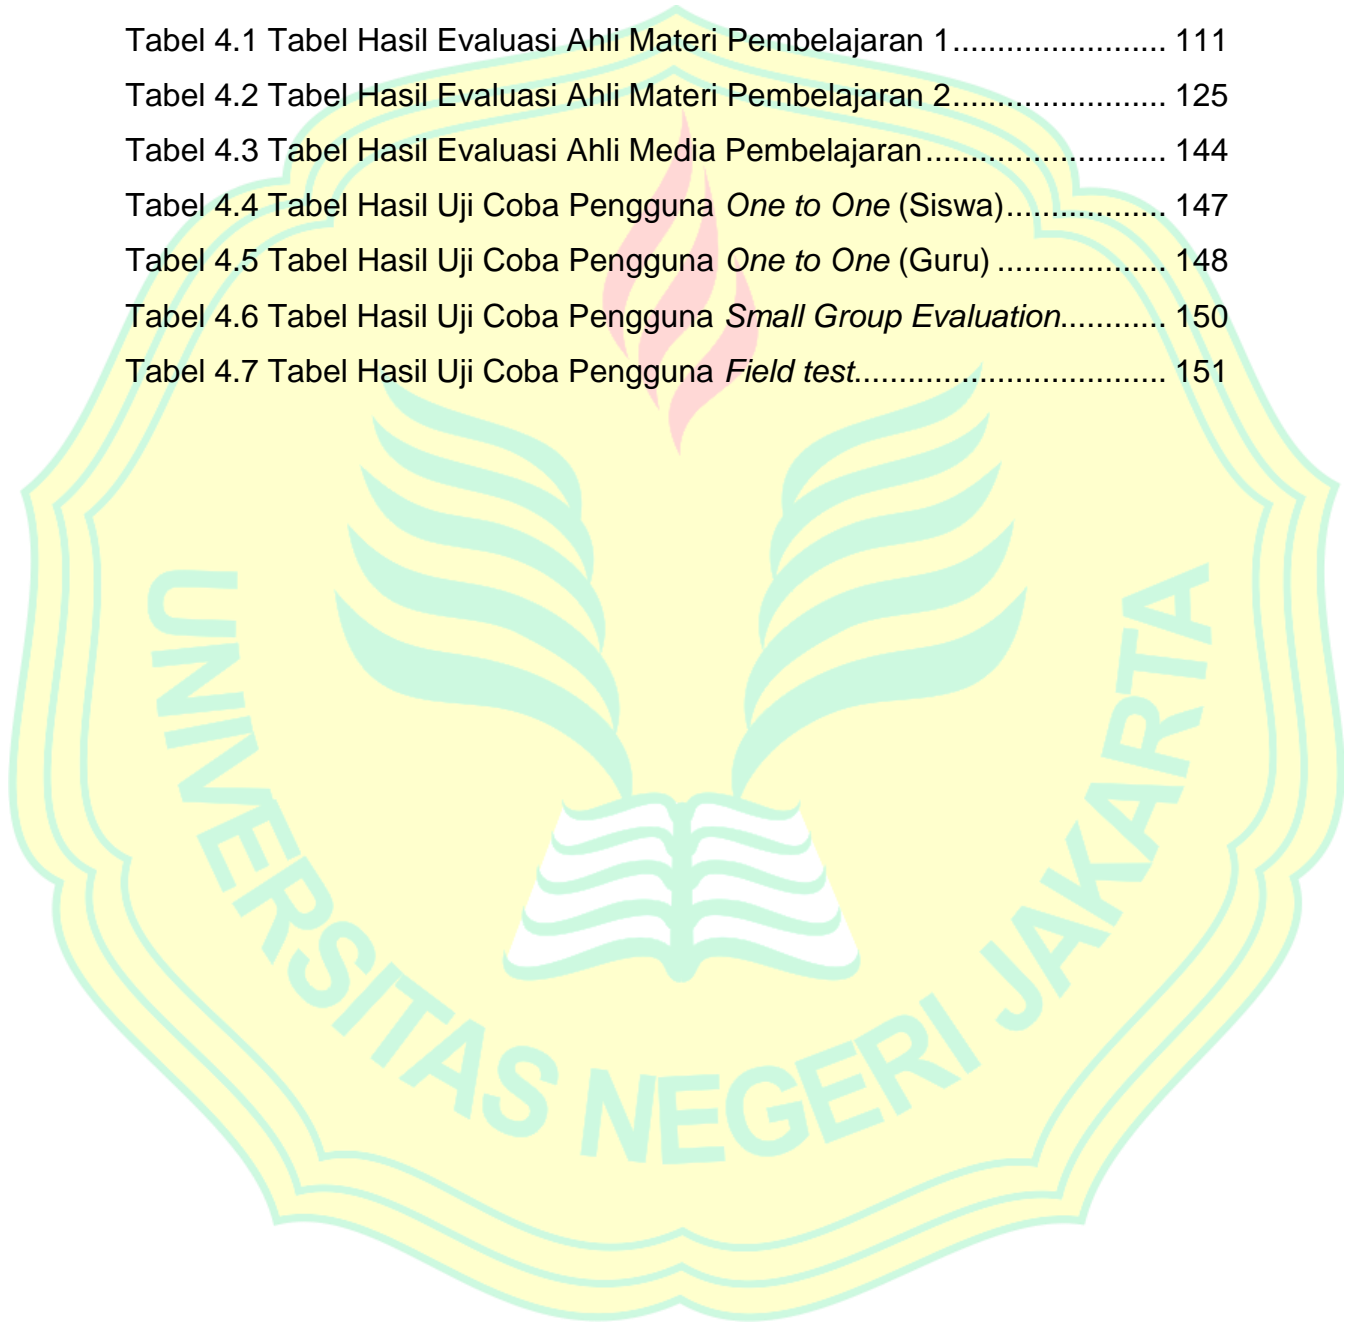 Tabel 4.1 Tabel Hasil Evaluasi Ahli Materi Pembelajaran 1........................ 111
Tabel 4.2 Tabel Hasil Evaluasi Ahli Materi Pembelajaran 2........................ 125
Tabel 4.3 Tabel Hasil Evaluasi Ahli Media Pembelajaran........................... 144
Tabel 4.4 Tabel Hasil Uji Coba Pengguna One to One (Siswa).................. 147
Tabel 4.5 Tabel Hasil Uji Coba Pengguna One to One (Guru) ................... 148
Tabel 4.6 Tabel Hasil Uji Coba Pengguna Small Group Evaluation............ 150
Tabel 4.7 Tabel Hasil Uji Coba Pengguna Field test................................... 151
UNIVERSITAS NEGERI JAKARTA